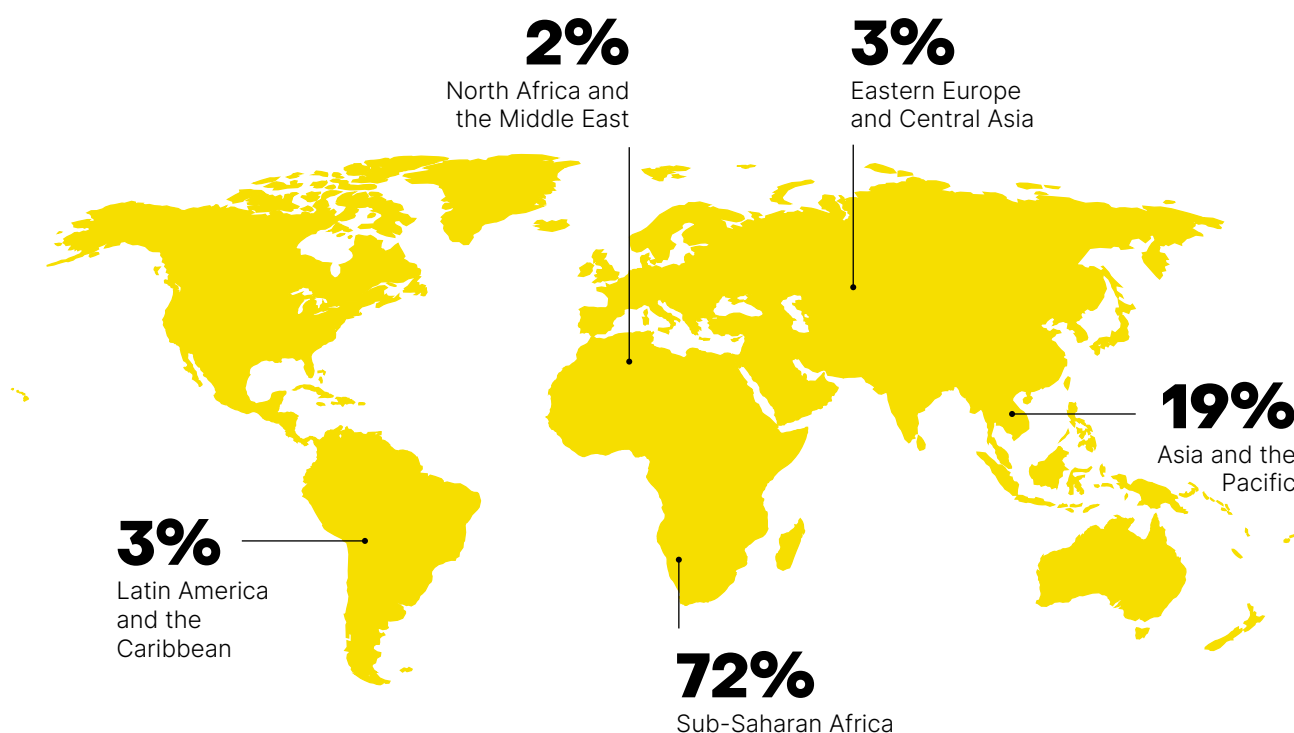 2%
North Africa and
the Middle East
3%
Eastern Europe
and Central Asia
19%
Asia and the
Pacific
3%
Latin America
and the
Caribbean
72%
Sub-Saharan Africa